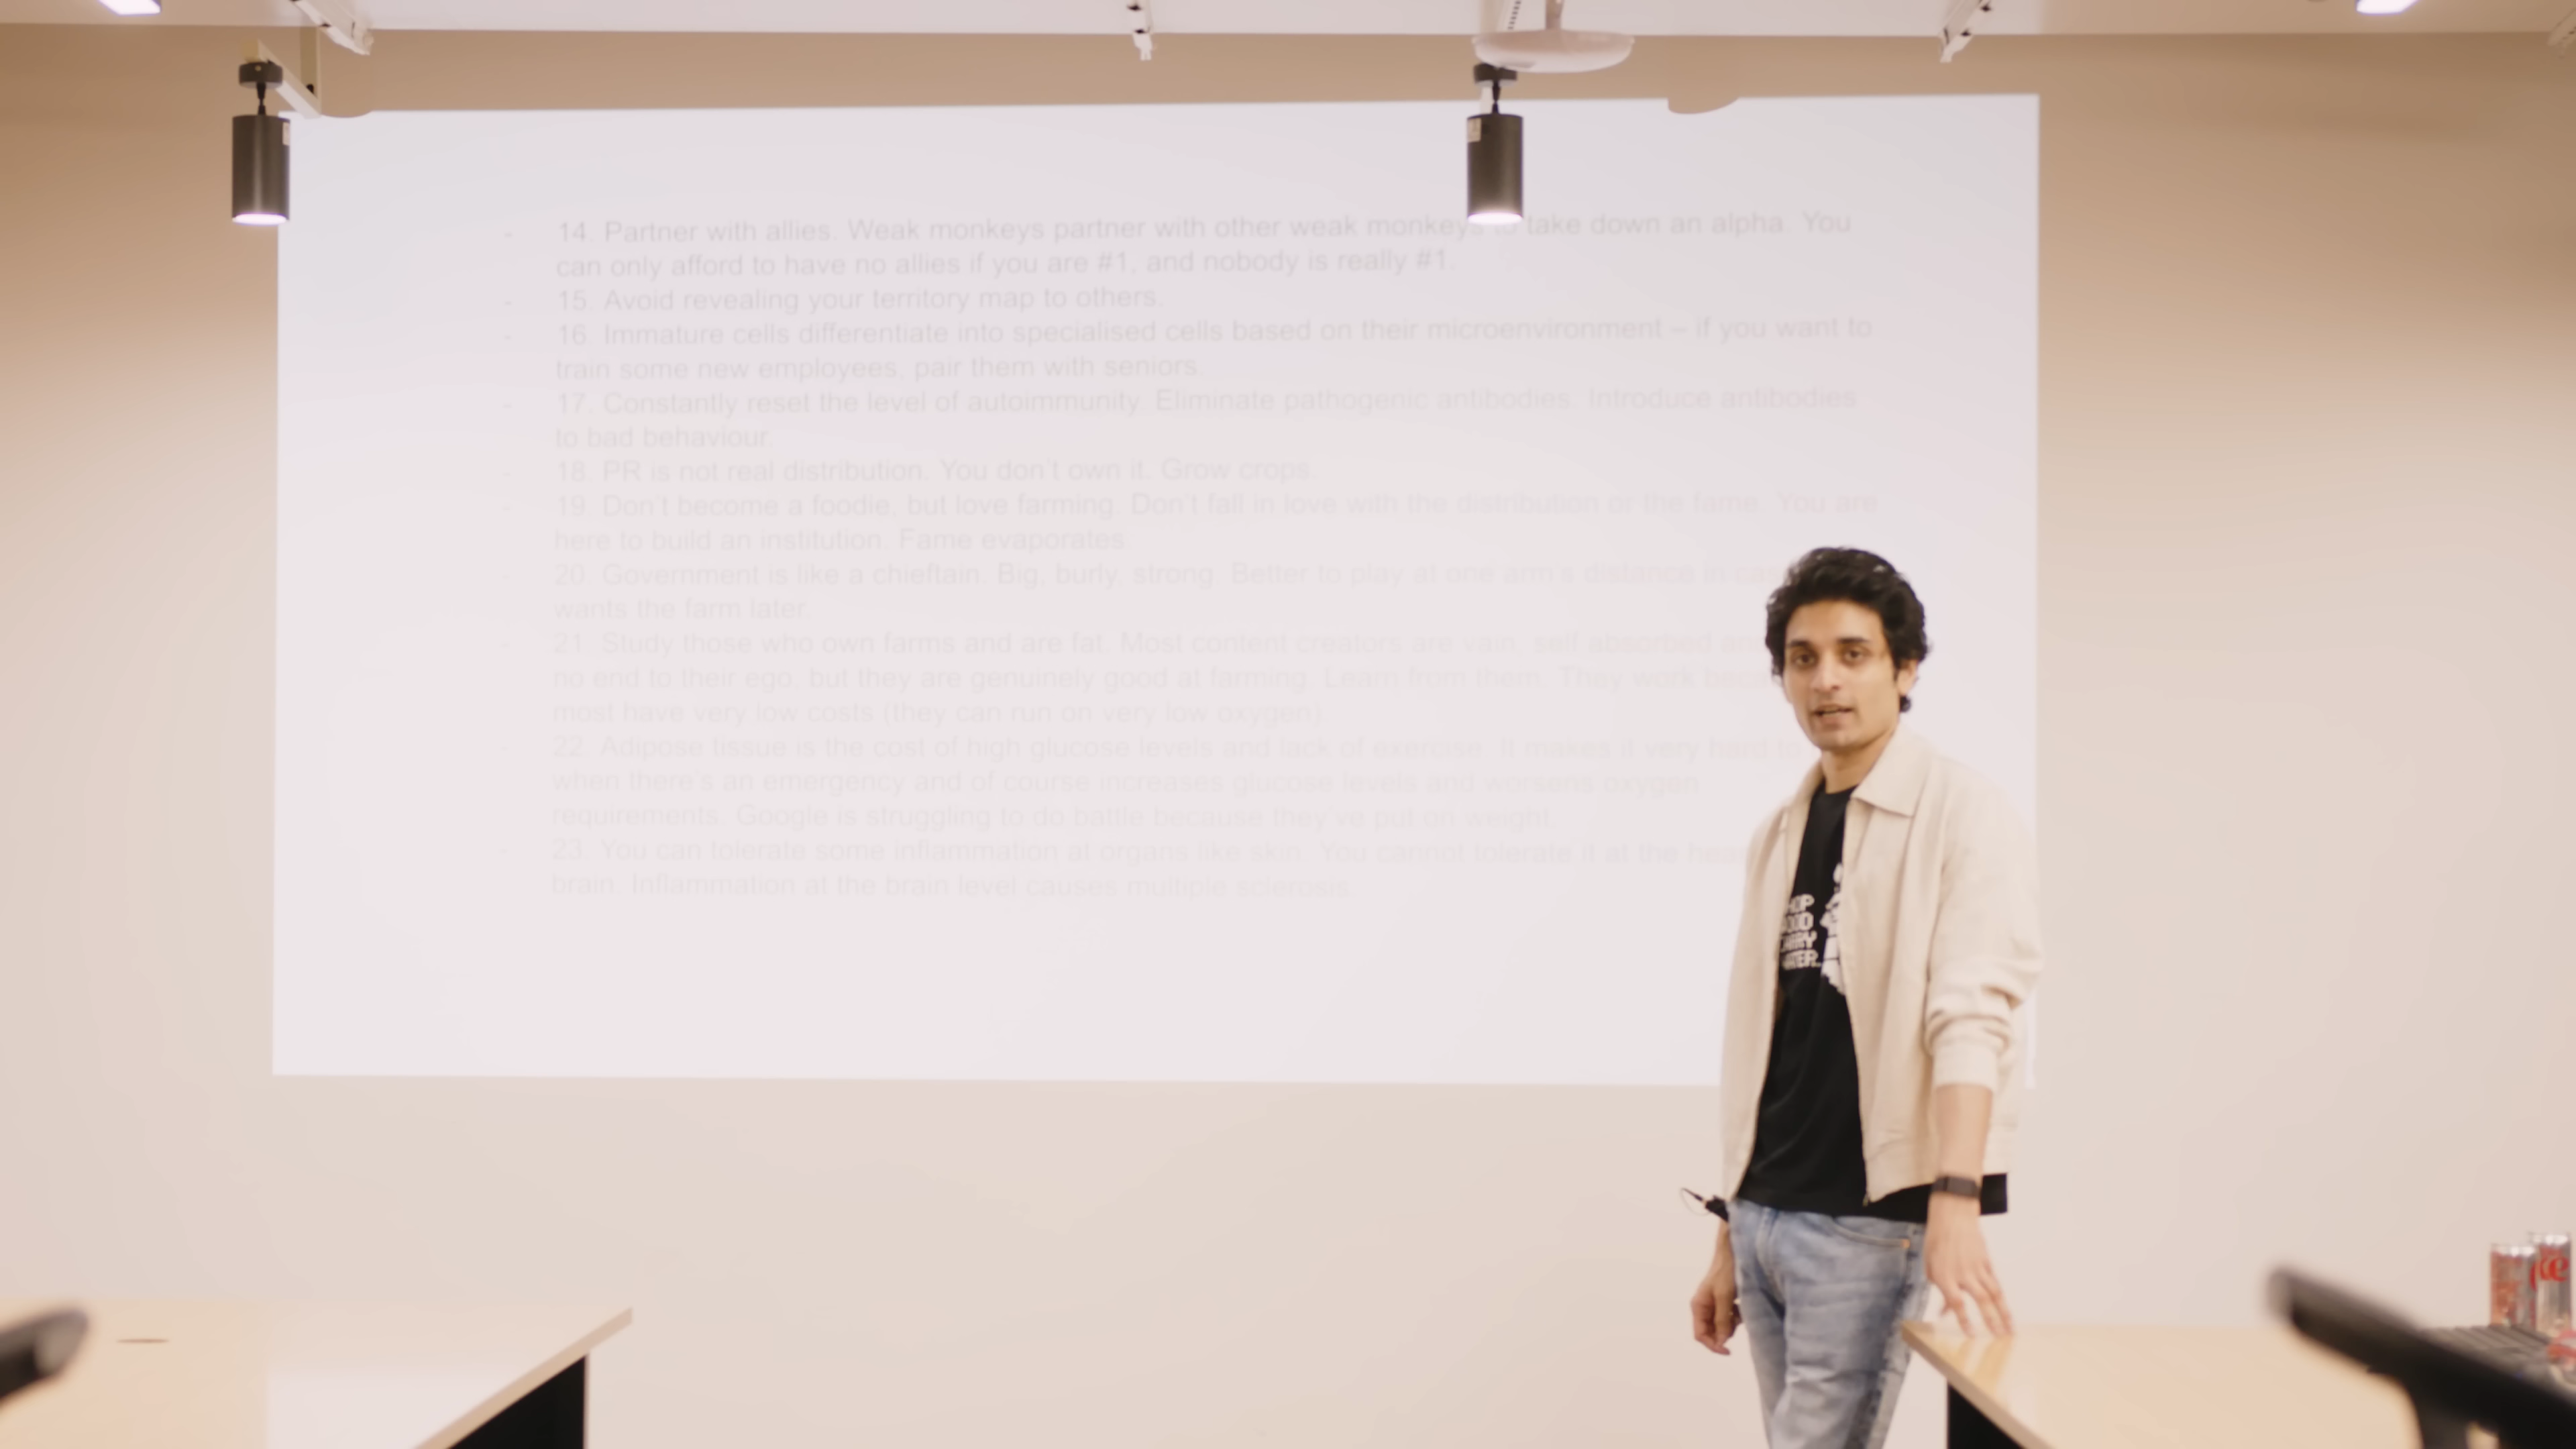 - 14. Partner with allies. Weak monkeys partner with other weak monkeys to take down an alpha. You
can only afford to have no allies if you are #1, and nobody is really #1.
- 15. Avoid revealing your territory map to others.
- 16. Immature cells differentiate into specialised cells based on their microenvironment – if you want to
train some new employees, pair them with seniors.
- 17. Constantly reset the level of autoimmunity. Eliminate pathogenic antibodies. Introduce antibodies
to bad behaviour.
- 18. PR is not real distribution. You don't own it. Grow crops.
- 19. Don't become a foodie, but love farming. Don't fall in love with the distribution or the fame. You are
here to build an institution. Fame evaporates.
- 20. Government is like a chieftain. Big, burly, strong. Better to play at one arm's distance in
wants the farm later.
- 21. Study those who own farms and are fat. Most content creators are vain, self absorbed
no end to their ego, but they are genuinely good at farming. Learn from them. They work
most have very low costs (they can run on very low oxygen).
- 22. Adipose tissue is the cost of high glucose levels and lack of exercise. It makes it very hard to
when there's an emergency and of course increases glucose levels and worsens oxygen
requirements. Google is struggling to do battle because they've put on weight.
- 23. You can tolerate some inflammation at organs like skin. You cannot tolerate it at the
brain. Inflammation at the brain level causes multiple sclerosis.